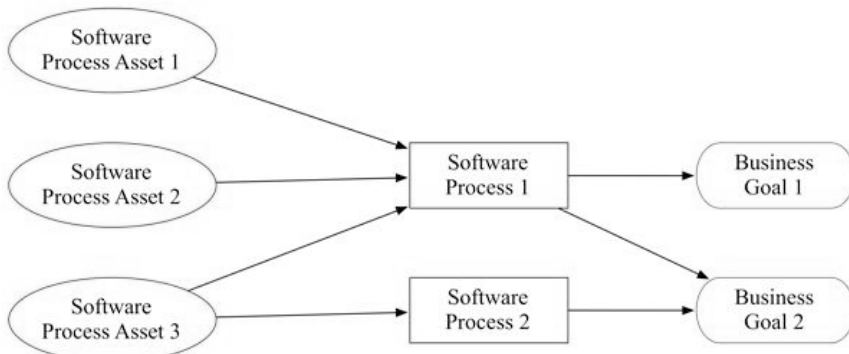 Software
Process Asset 1
Software
Process Asset 2
Software
Process 1
Business
Goal 1
Software
Process Asset 3
Software
Process 2
Business
Goal 2